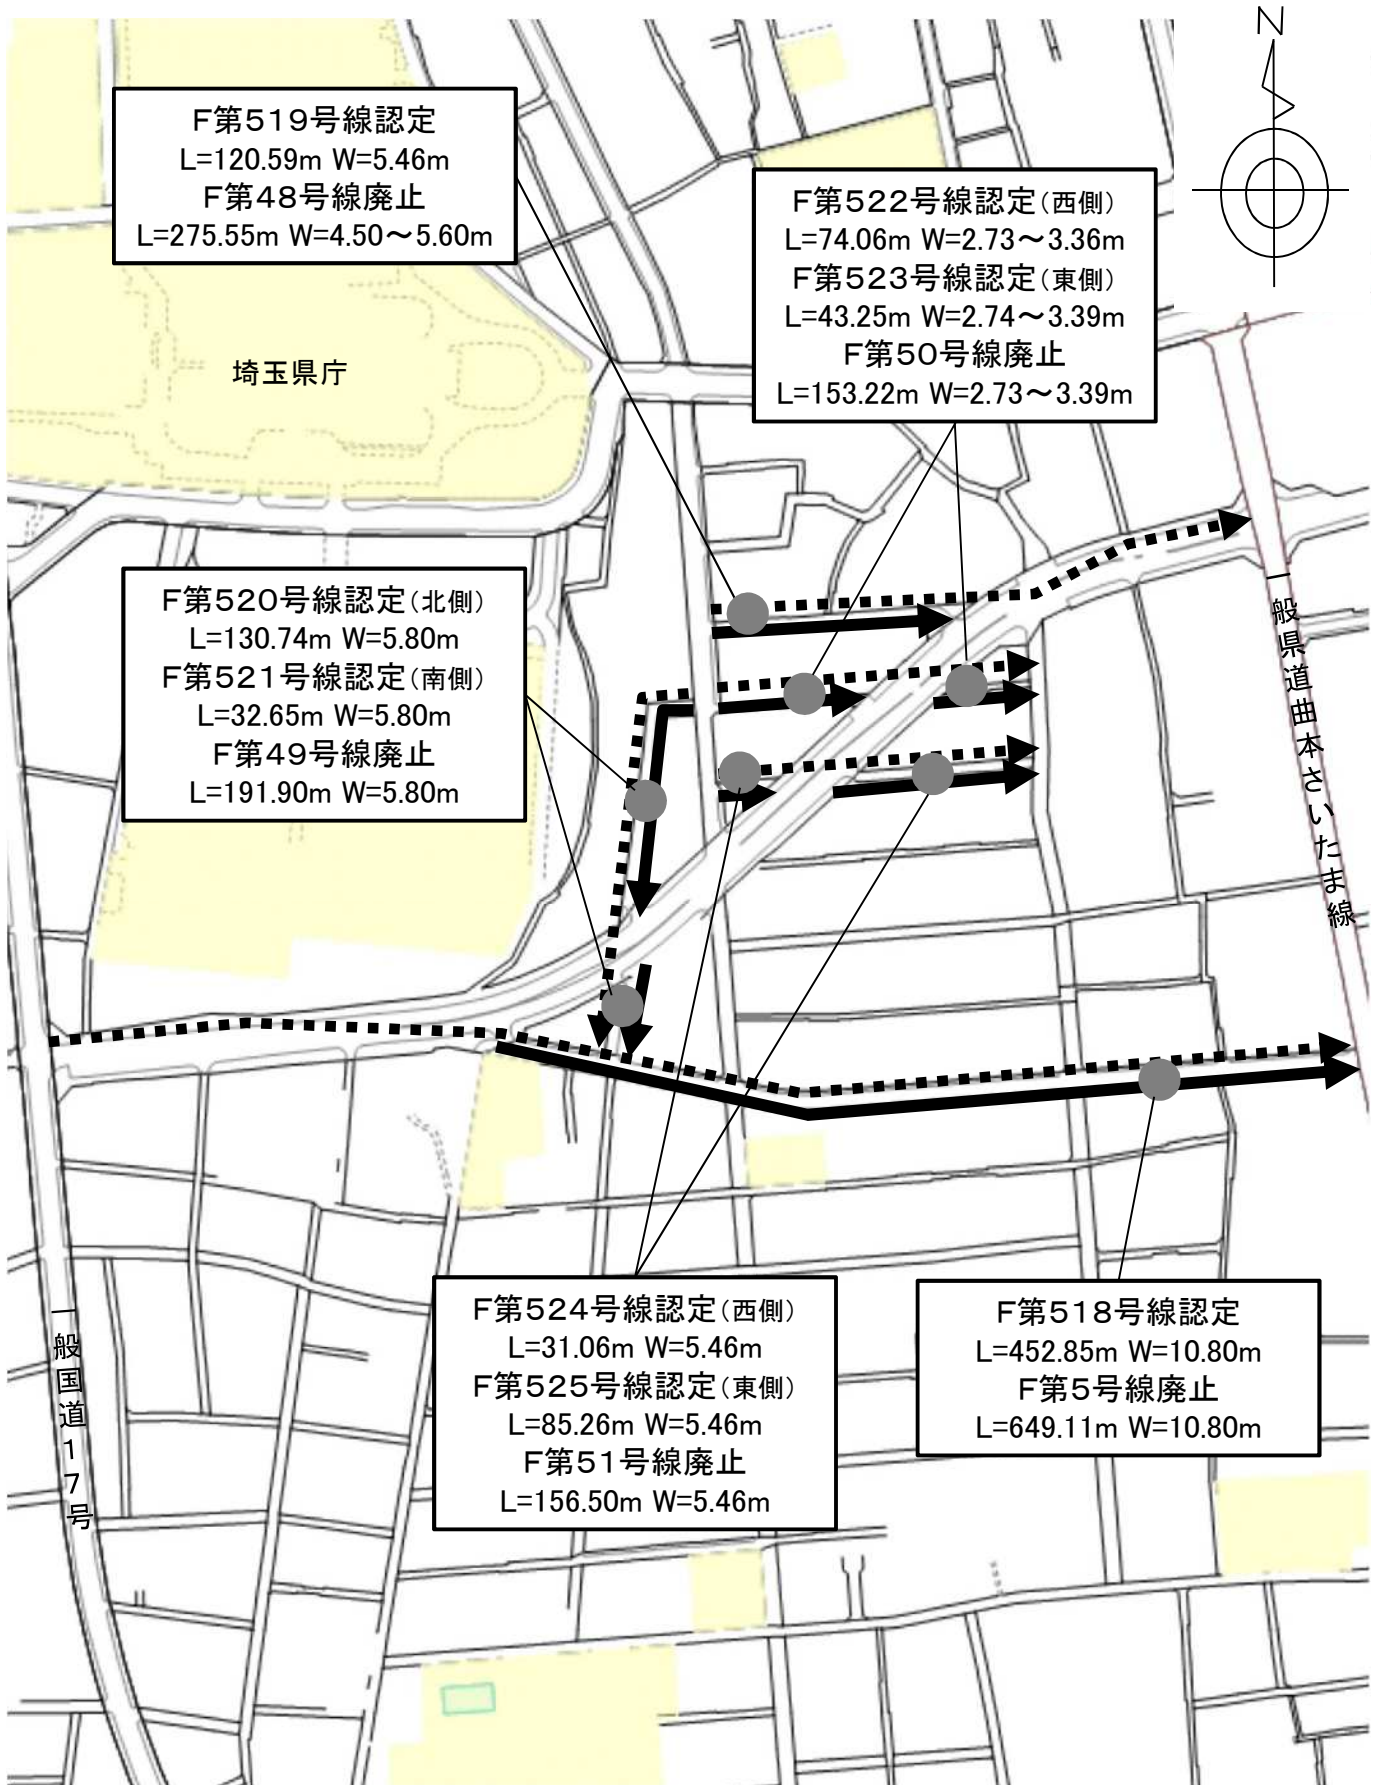 N
F第519号線認定
L=120.59m W=5.46m
F第48号線廃止
L=275.55m W=4.50～5.60m
F第522号線認定(西側)
L=74.06m W=2.73～3.36m
F第523号線認定(東側)
L=43.25m W=2.74～3.39m
F第50号線廃止
L=153.22m W=2.73～3.39m
埼玉県庁
F第520号線認定(北側)
L=130.74m W=5.80m
F第521号線認定(南側)
L=32.65m W=5.80m
F第49号線廃止
L=191.90m W=5.80m
一般県道曲本さいたま線
F第524号線認定(西側)
L=31.06m W=5.46m
F第525号線認定(東側)
L=85.26m W=5.46m
F第51号線廃止
L=156.50m W=5.46m
F第518号線認定
L=452.85m W=10.80m
F第5号線廃止
L=649.11m W=10.80m
一般国道17号